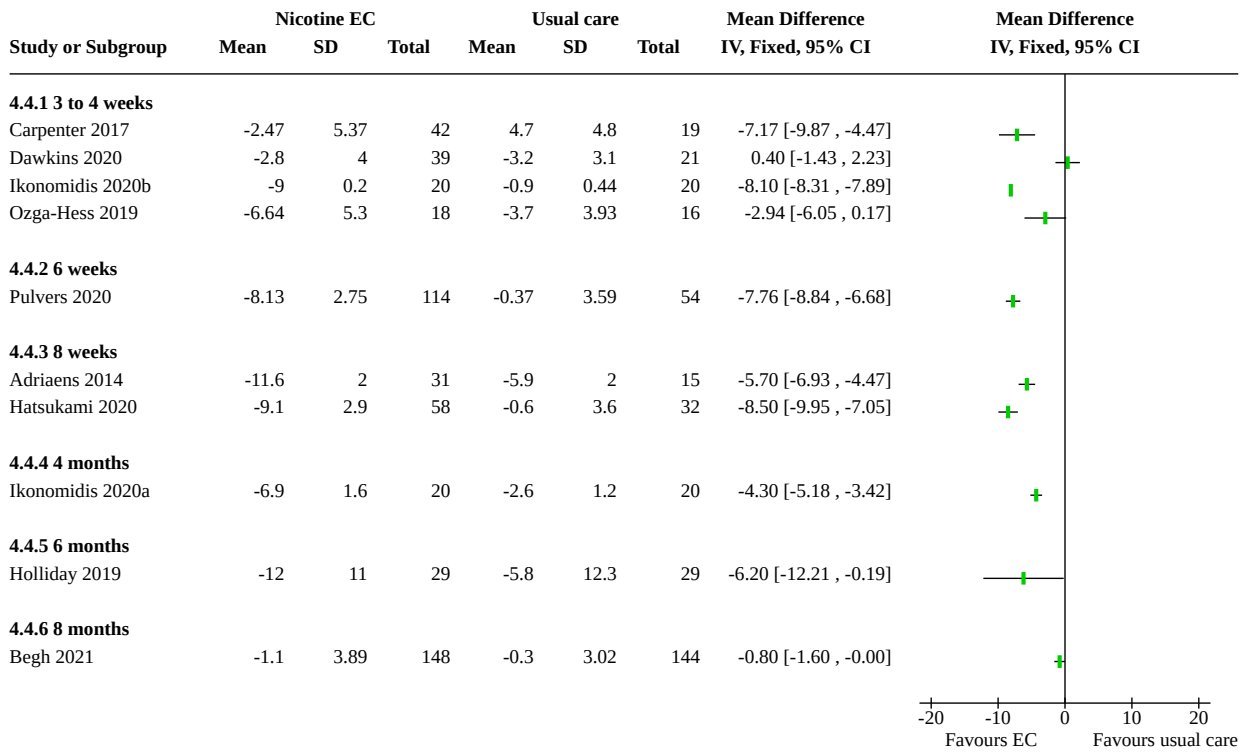 Nicotine EC Usual care Mean Difference Mean Difference
Study or Subgroup Mean SD Total Mean SD Total IV, Fixed, 95% CI IV, Fixed, 95% CI
4.4.1 3 to 4 weeks
Carpenter 2017 -2.47 5.37 42 4.7 4.8 19 -7.17 [-9.87 , -4.47]
Dawkins 2020 -2.8 4 39 -3.2 3.1 21 0.40 [-1.43 , 2.23]
Ikonomidis 2020b -9 0.2 20 -0.9 0.44 20 -8.10 [-8.31 , -7.89]
Ozga-Hess 2019 -6.64 5.3 18 -3.7 3.93 16 -2.94 [-6.05 , 0.17]
4.4.2 6 weeks
Pulvers 2020 -8.13 2.75 114 -0.37 3.59 54 -7.76 [-8.84 , -6.68]
4.4.3 8 weeks
Adriaens 2014 -11.6 2 31 -5.9 2 15 -5.70 [-6.93 , -4.47]
Hatsukami 2020 -9.1 2.9 58 -0.6 3.6 32 -8.50 [-9.95 , -7.05]
4.4.4 4 months
Ikonomidis 2020a -6.9 1.6 20 -2.6 1.2 20 -4.30 [-5.18 , -3.42]
4.4.5 6 months
Holliday 2019 -12 11 29 -5.8 12.3 29 -6.20 [-12.21 , -0.19]
4.4.6 8 months
Begh 2021 -1.1 3.89 148 -0.3 3.02 144 -0.80 [-1.60 , -0.00]
-20 -10 0 10 20
Favours EC Favours usual care